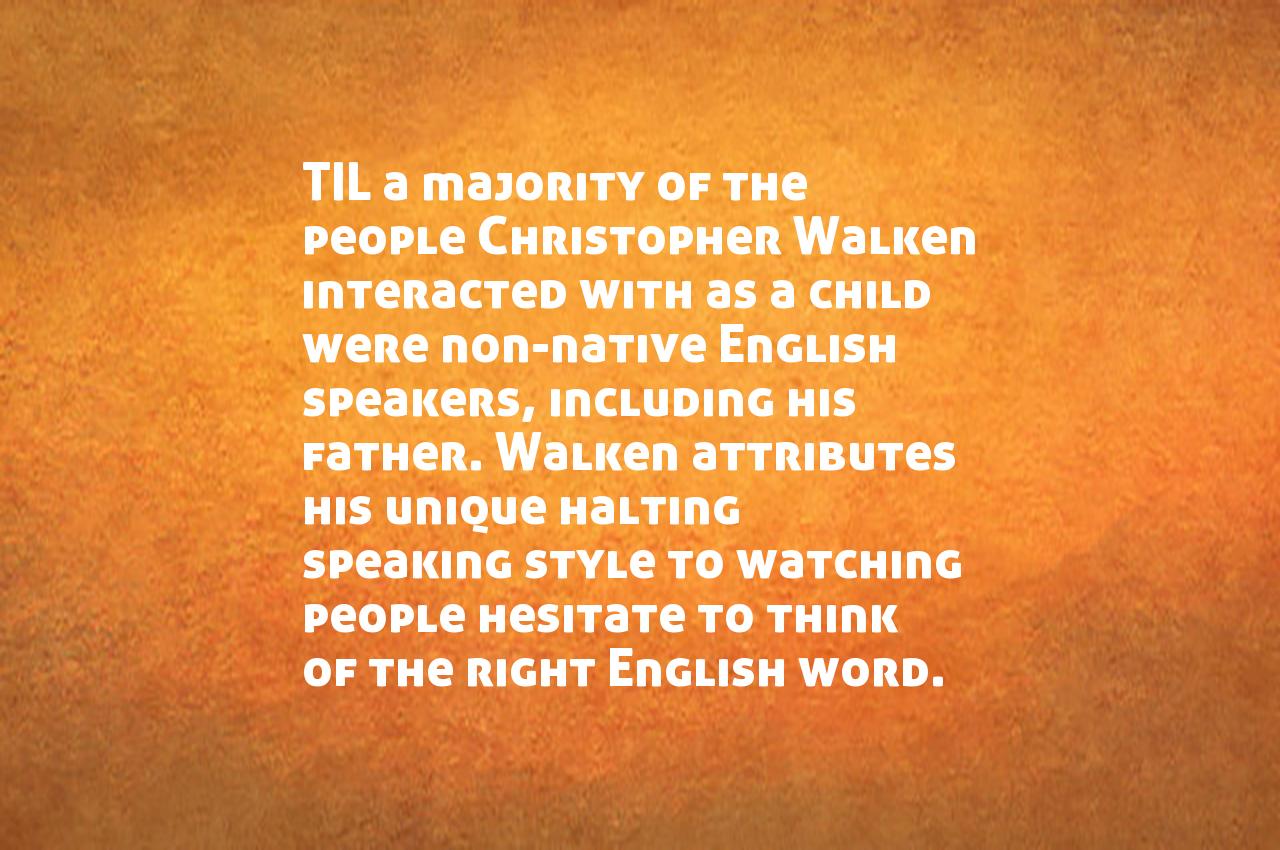 TIL a majority of the
people Christopher Walken
interacted with as a child
were non-native English
speakers, including his
father. Walken attributes
his unique halting
speaking style to watching
people hesitate to think
of the right English word.